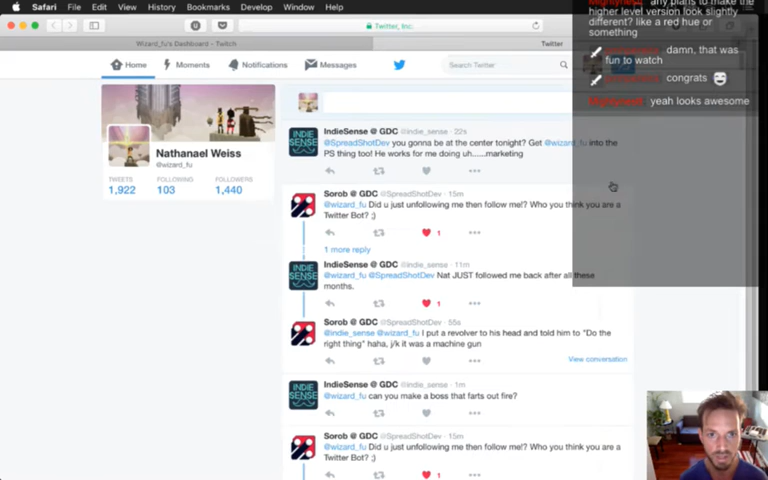 Safari File Edit View History Bookmarks Develop Window Help
Twitter, Inc.
Wizard_fu's Dashboard - Twitch
Twitter
Home Moments Notifications Messages
Search Twitter
any plans to make the
higher level version look slightly
different? like a red hue or
something
damn, that was
fun to watch
congrats
yeah looks awesome
Nathanael Weiss
@wizard_fu
TWEETS FOLLOWING FOLLOWERS
1,922 103 1,440
INDIE
SENSE
IndieSense @ GDC @indie_sense · 22s
@SpreadShotDev you gonna be at the center tonight? Get @wizard_fu into the
PS thing too! He works for me doing uh......marketing
Sorob @ GDC @SpreadShotDev · 15m
@wizard_fu Did u just unfollowing me then follow me!? Who you think you are a
Twitter Bot? ;)
1
1 more reply
INDIE
SENSE
IndieSense @ GDC @indie_sense · 11m
@wizard_fu @SpreadShotDev Nat JUST followed me back after all these
months.
1
Sorob @ GDC @SpreadShotDev · 55s
@indie_sense @wizard_fu I put a revolver to his head and told him to "Do the
right thing" haha, j/k it was a machine gun
View conversation
INDIE
SENSE
IndieSense @ GDC @indie_sense · 1m
@wizard_fu can you make a boss that farts out fire?
Sorob @ GDC @SpreadShotDev · 15m
@wizard_fu Did u just unfollowing me then follow me!? Who you think you are a
Twitter Bot? ;)
1